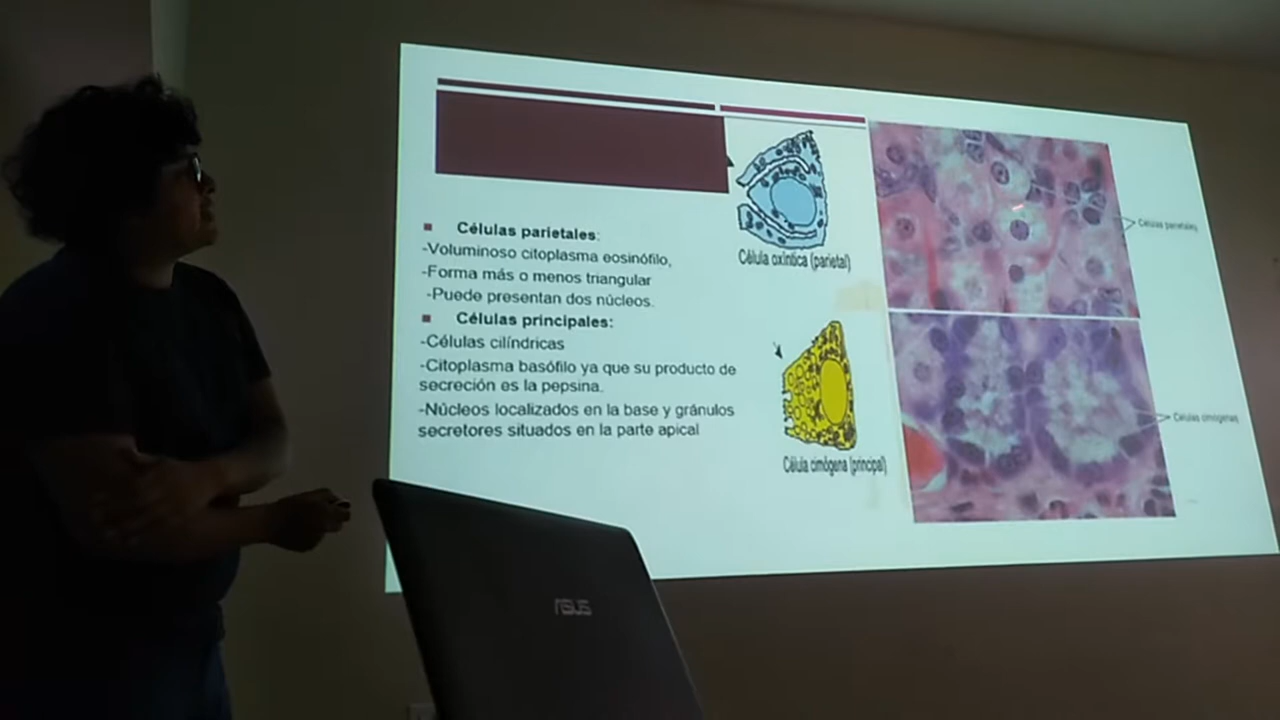 Células parietales:
-Voluminoso citoplasma eosinófilo,
-Forma más o menos triangular
-Puede presentan dos núcleos.
Células principales:
-Células cilíndricas
-Citoplasma basófilo ya que su producto de
secreción es la pepsina.
-Núcleos localizados en la base y gránulos
secretores situados en la parte apical
Célula oxíntica (parietal)
Célula cimógena (principal)
Células parietales
Células cimógenas
ASUS